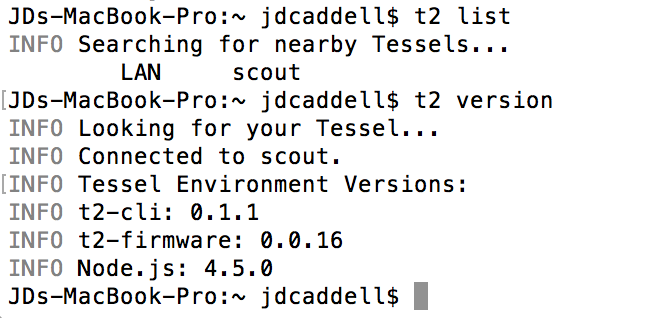 JDs-MacBook-Pro:~ jdcaddell$ t2 list
INFO Searching for nearby Tessels...
LAN scout
[JDs-MacBook-Pro:~ jdcaddell$ t2 version
INFO Looking for your Tessel...
INFO Connected to scout.
[INFO Tessel Environment Versions:
INFO t2-cli: 0.1.1
INFO t2-firmware: 0.0.16
INFO Node.js: 4.5.0
JDs-MacBook-Pro:~ jdcaddell$